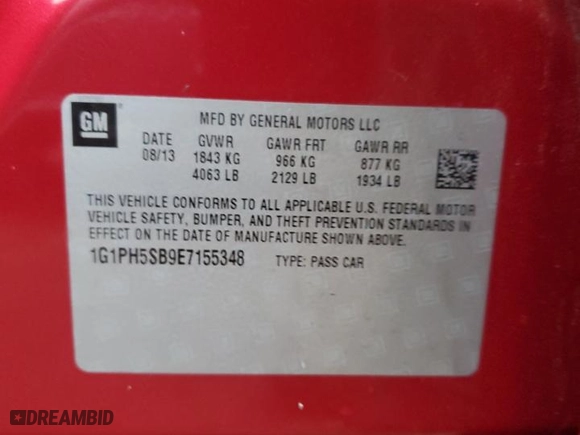 GM
MFD BY GENERAL MOTORS LLC
DATE GVWR GAWR FRT GAWR RR
08/13 1843 KG 966 KG 877 KG
4063 LB 2129 LB 1934 LB
THIS VEHICLE CONFORMS TO ALL APPLICABLE U.S. FEDERAL MOTOR
VEHICLE SAFETY, BUMPER, AND THEFT PREVENTION STANDARDS IN
EFFECT ON THE DATE OF MANUFACTURE SHOWN ABOVE.
1G1PH5SB9E7155348 TYPE: PASS CAR
DREAMBID